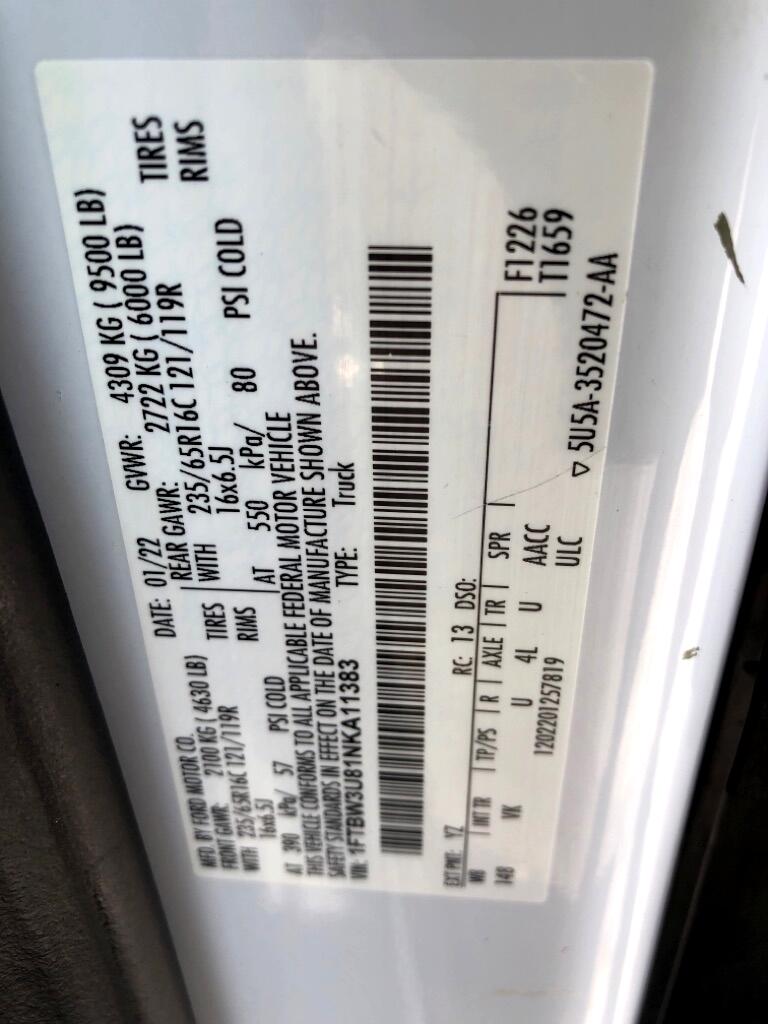 MFD. BY FORD MOTOR CO.
DATE: 01/22 GVWR: 4309 KG ( 9500 LB)
FRONT GAWR: 2100 KG ( 4630 LB) REAR GAWR: 2722 KG ( 6000 LB)
WITH 235/65R16C 121/119R TIRES WITH 235/65R16C 121/119R TIRES
16x6.5J RIMS 16x6.5J RIMS
AT 390 kPa/ 57 PSI COLD AT 550 kPa/ 80 PSI COLD
THIS VEHICLE CONFORMS TO ALL APPLICABLE FEDERAL MOTOR VEHICLE
SAFETY STANDARDS IN EFFECT ON THE DATE OF MANUFACTURE SHOWN ABOVE.
VIN: 1FTBW3U81NKA11383 TYPE: Truck
EXT PNT: YZ RC: 13 DSO:
WB INT TR TP/PS R AXLE TR SPR F1226
148 VK U 4L U AACC T1659
1202201257819 ULC
▽ 5U5A-3520472-AA